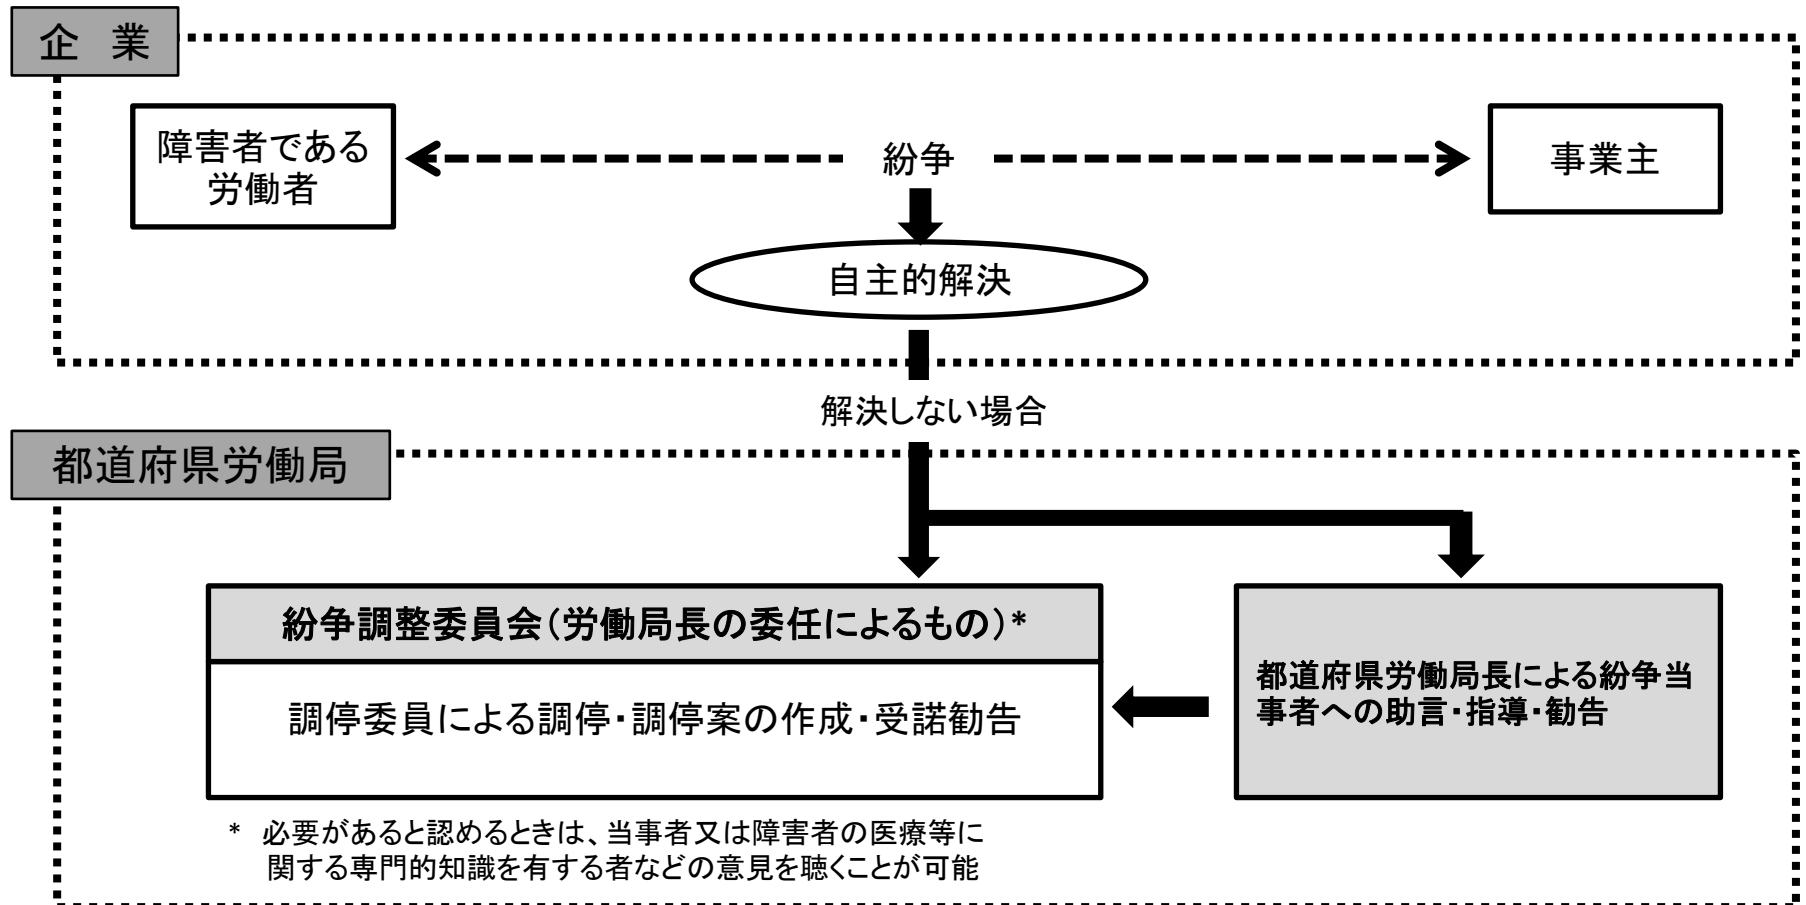 企　業
障害者である
労働者
紛争
事業主
自主的解決
解決しない場合
都道府県労働局
紛争調整委員会（労働局長の委任によるもの）*
調停委員による調停・調停案の作成・受諾勧告
都道府県労働局長による紛争当
事者への助言・指導・勧告
*　必要があると認めるときは、当事者又は障害者の医療等に
関する専門的知識を有する者などの意見を聴くことが可能